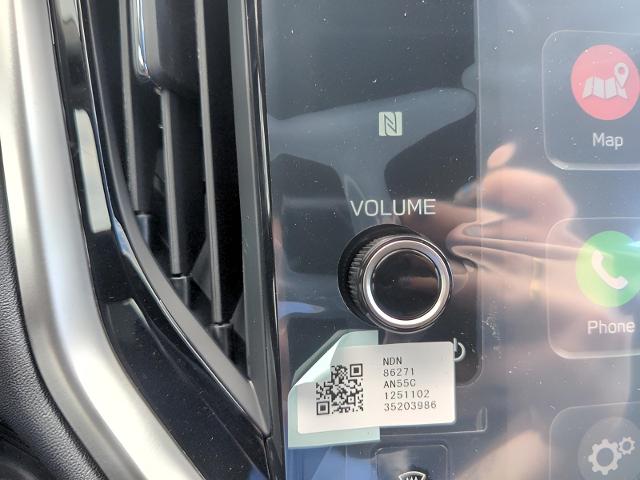 Map
VOLUME
Phone
NDN
86271
AN55C
1251102
35203986